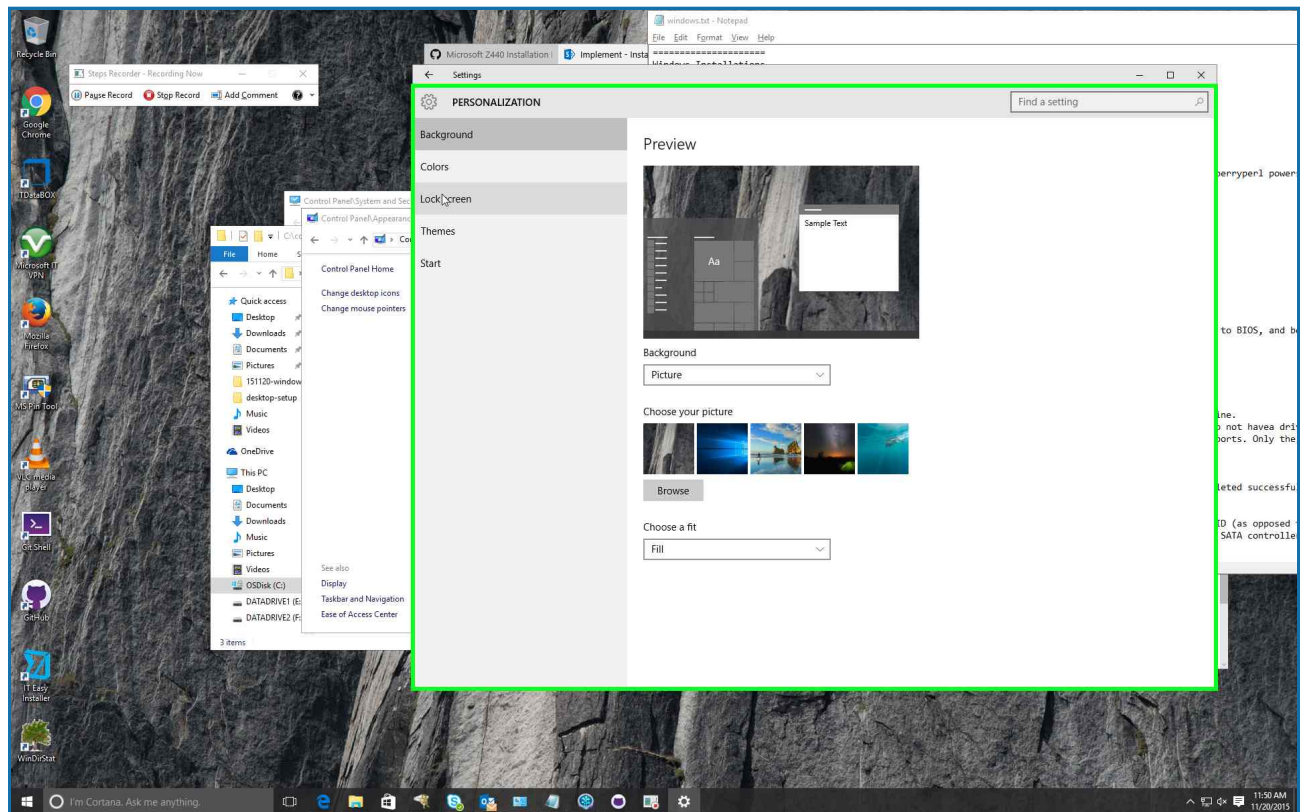 Recycle Bin
Google
Chrome
TDataBOX
Microsoft IT
VPN
Mozilla
Firefox
MS Pin Tool
VLC media
player
Git Shell
GitHub
IT Easy
Installer
WinDirStat
Steps Recorder - Recording Now
Pause Record Stop Record Add Comment
Microsoft Z440 Installation
Implement - Insta
windows.txt - Notepad
File Edit Format View Help
=====================
Windows Installations
erryperl power
to BIOS, and b
ine.
not havea dri
orts. Only the
leted successfu
ID (as opposed
SATA controlle
Control Panel\System and Sec
Control Panel\Appearanc
Control Panel Home
Change desktop icons
Change mouse pointers
See also
Display
Taskbar and Navigation
Ease of Access Center
File Home
Quick access
Desktop
Downloads
Documents
Pictures
151120-window
desktop-setup
Music
Videos
OneDrive
This PC
Desktop
Documents
Downloads
Music
Pictures
Videos
OSDisk (C:)
DATADRIVE1 (E:
DATADRIVE2 (F:
3 items
Settings
PERSONALIZATION
Find a setting
Background
Colors
Lock screen
Themes
Start
Preview
Sample Text
Aa
Background
Picture
Choose your picture
Browse
Choose a fit
Fill
I'm Cortana. Ask me anything.
11:50 AM
11/20/2015